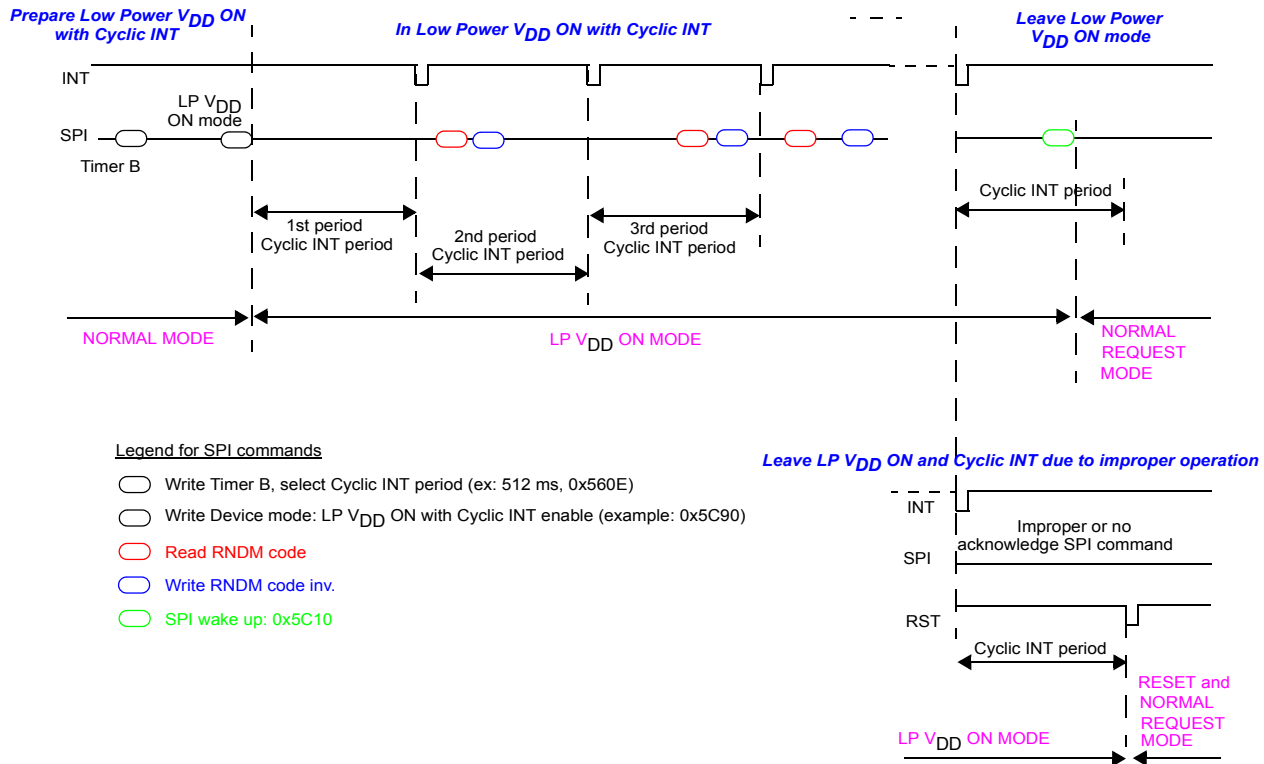 Prepare Low Power VDD ON
with Cyclic INT
In Low Power VDD ON with Cyclic INT
Leave Low Power
VDD ON mode
INT
LP VDD
ON mode
SPI
Timer B
1st period
Cyclic INT period
2nd period
Cyclic INT period
3rd period
Cyclic INT period
Cyclic INT period
NORMAL MODE
LP VDD ON MODE
NORMAL
REQUEST
MODE
Legend for SPI commands
Write Timer B, select Cyclic INT period (ex: 512 ms, 0x560E)
Write Device mode: LP VDD ON with Cyclic INT enable (example: 0x5C90)
Read RNDM code
Write RNDM code inv.
SPI wake up: 0x5C10
Leave LP VDD ON and Cyclic INT due to improper operation
INT
Improper or no
acknowledge SPI command
SPI
RST
Cyclic INT period
RESET and
NORMAL
REQUEST
MODE
LP VDD ON MODE